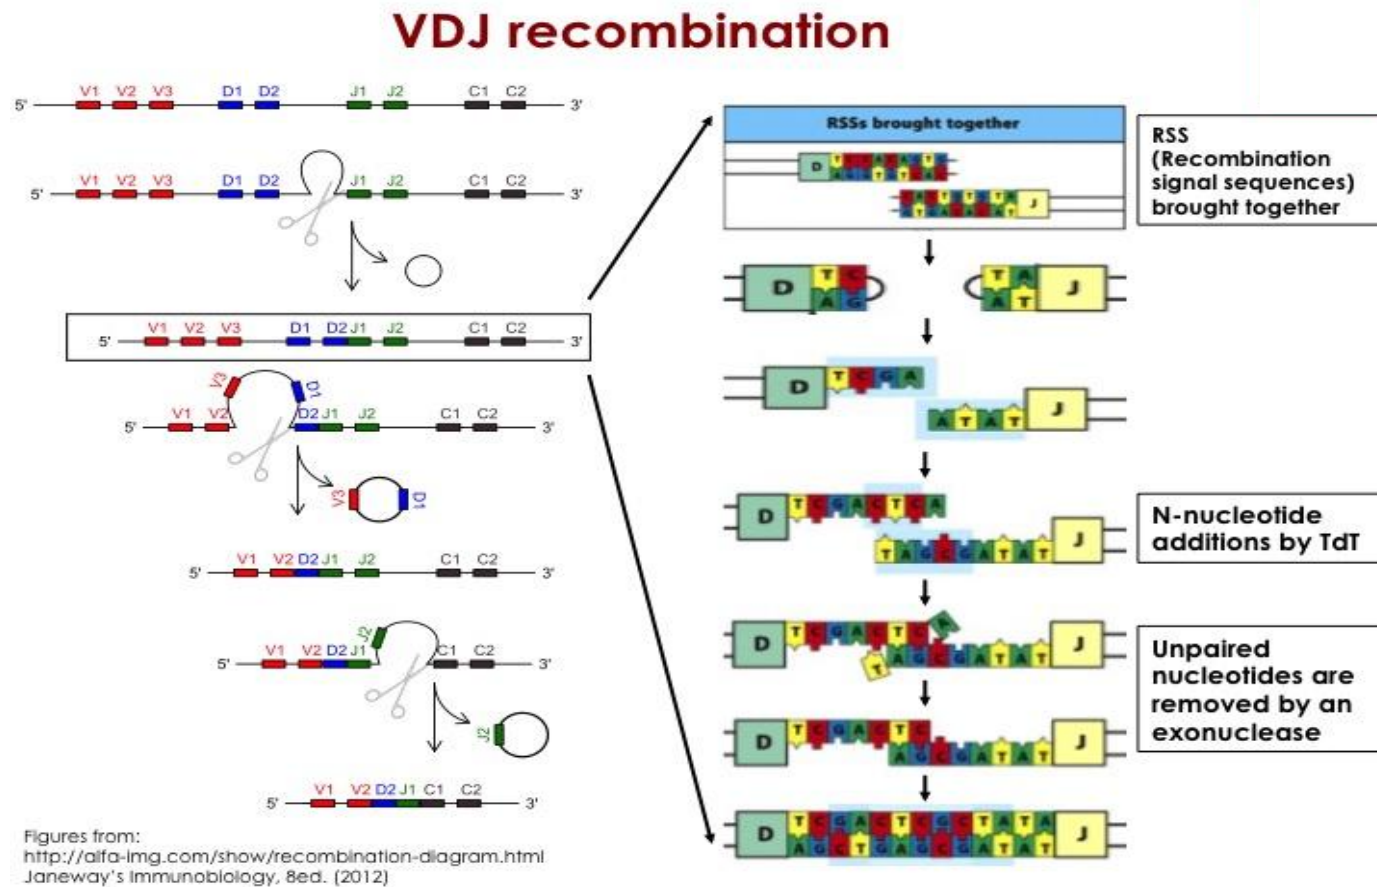 VDJ recombination
V1 V2 V3 D1 D2 J1 J2 C1 C2
5' 3'
V1 V2 V3 D1 D2 J1 J2 C1 C2
5' 3'
V1 V2 V3 D1 D2 J1 J2 C1 C2
5' 3'
V3 D1
V1 V2 D2 J1 J2 C1 C2
5' 3'
V3 D1
V1 V2 D2 J1 J2 C1 C2
5' 3'
J2
V1 V2 D2 J1 C1 C2
5' 3'
J2
V1 V2 D2 J1 C1 C2
5' 3'
Figures from:
http://alfa-img.com/show/recombination-diagram.html
Janeway's Immunobiology, 8ed. (2012)
RSSs brought together
D
J
RSS
(Recombination
signal sequences)
brought together
T C T A
D J
A G A T
D T C G A
A T A T J
D T C G A C T C A
T A G C G A T A T J
N-nucleotide
additions by TdT
D T C G A C T C A
T A G C G A T A T J
Unpaired
nucleotides are
removed by an
exonuclease
D T C G A C T C
A G C G A T A T J
T C G A C T C G C T A T A
D J
A G C T G A G C G A T A T